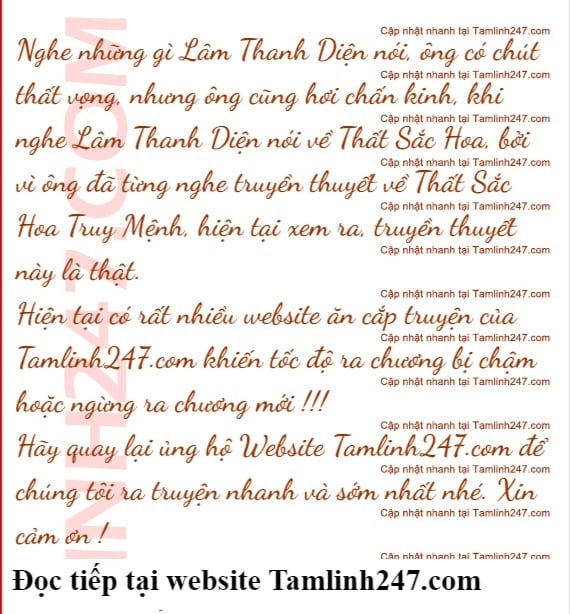 Cập nhật nhanh tại Tamlinh247.com
Nghe những gì Lâm Thanh Diện nói, ông có chút
Cập nhật nhanh tại Tamlinh247.com
thất vọng, nhưng ông cũng hơi chấn kinh, khi
Cập nhật nhanh tại Tamlinh247.com
nghe Lâm Thanh Diện nói về Thất Sắc Hoa, bởi
Cập nhật nhanh tại Tamlinh247.com
vì ông đã từng nghe truyền thuyết về Thất Sắc
Cập nhật nhanh tại Tamlinh247.com
Hoa Truy Mệnh, hiện tại xem ra, truyền thuyết
Cập nhật nhanh tại Tamlinh247.com
này là thật.
Cập nhật nhanh tại Tamlinh247.com
Hiện tại có rất nhiều website ăn cắp truyện của
Cập nhật nhanh tại Tamlinh247.com
Tamlinh247.com khiến tốc độ ra chương bị chậm
Cập nhật nhanh tại Tamlinh247.com
hoặc ngừng ra chương mới !!!
Cập nhật nhanh tại Tamlinh247.com
Hãy quay lại ủng hộ Website Tamlinh247.com để
Cập nhật nhanh tại Tamlinh247.com
chúng tôi ra truyện nhanh và sớm nhất nhé. Xin
Cập nhật nhanh tại Tamlinh247.com
cảm ơn !
Cập nhật nhanh tại Tamlinh247.com
INH247.COM
Đọc tiếp tại website Tamlinh247.com